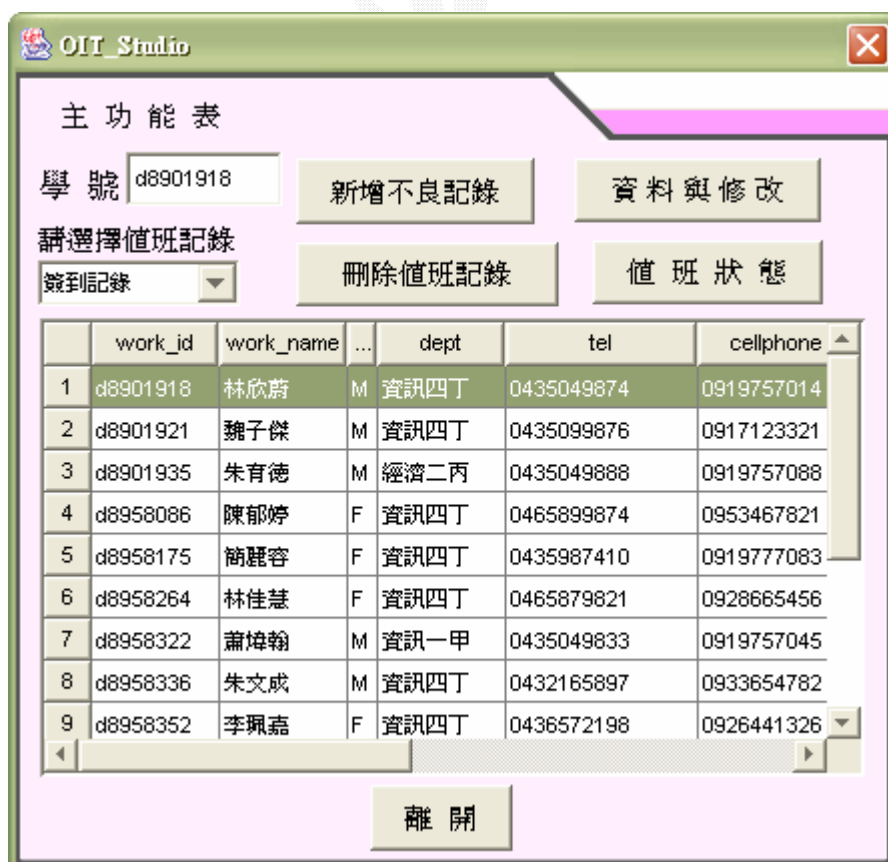 OIT_Studio
主 功 能 表
學 號 d8901918 新增不良記錄 資 料 與 修 改
請選擇值班記錄
簽到記錄 刪除值班記錄 值 班 狀 態
work_id work_name ... dept tel cellphone
1 d8901918 林欣蔚 M 資訊四丁 0435049874 0919757014
2 d8901921 魏子傑 M 資訊四丁 0435099876 0917123321
3 d8901935 朱育德 M 經濟二丙 0435049888 0919757088
4 d8958086 陳郁婷 F 資訊四丁 0465899874 0953467821
5 d8958175 簡麗容 F 資訊四丁 0435987410 0919777083
6 d8958264 林佳慧 F 資訊四丁 0465879821 0928665456
7 d8958322 蕭煒翰 M 資訊一甲 0435049833 0919757045
8 d8958336 朱文成 M 資訊四丁 0432165897 0933654782
9 d8958352 李珮嘉 F 資訊四丁 0436572198 0926441326
離 開